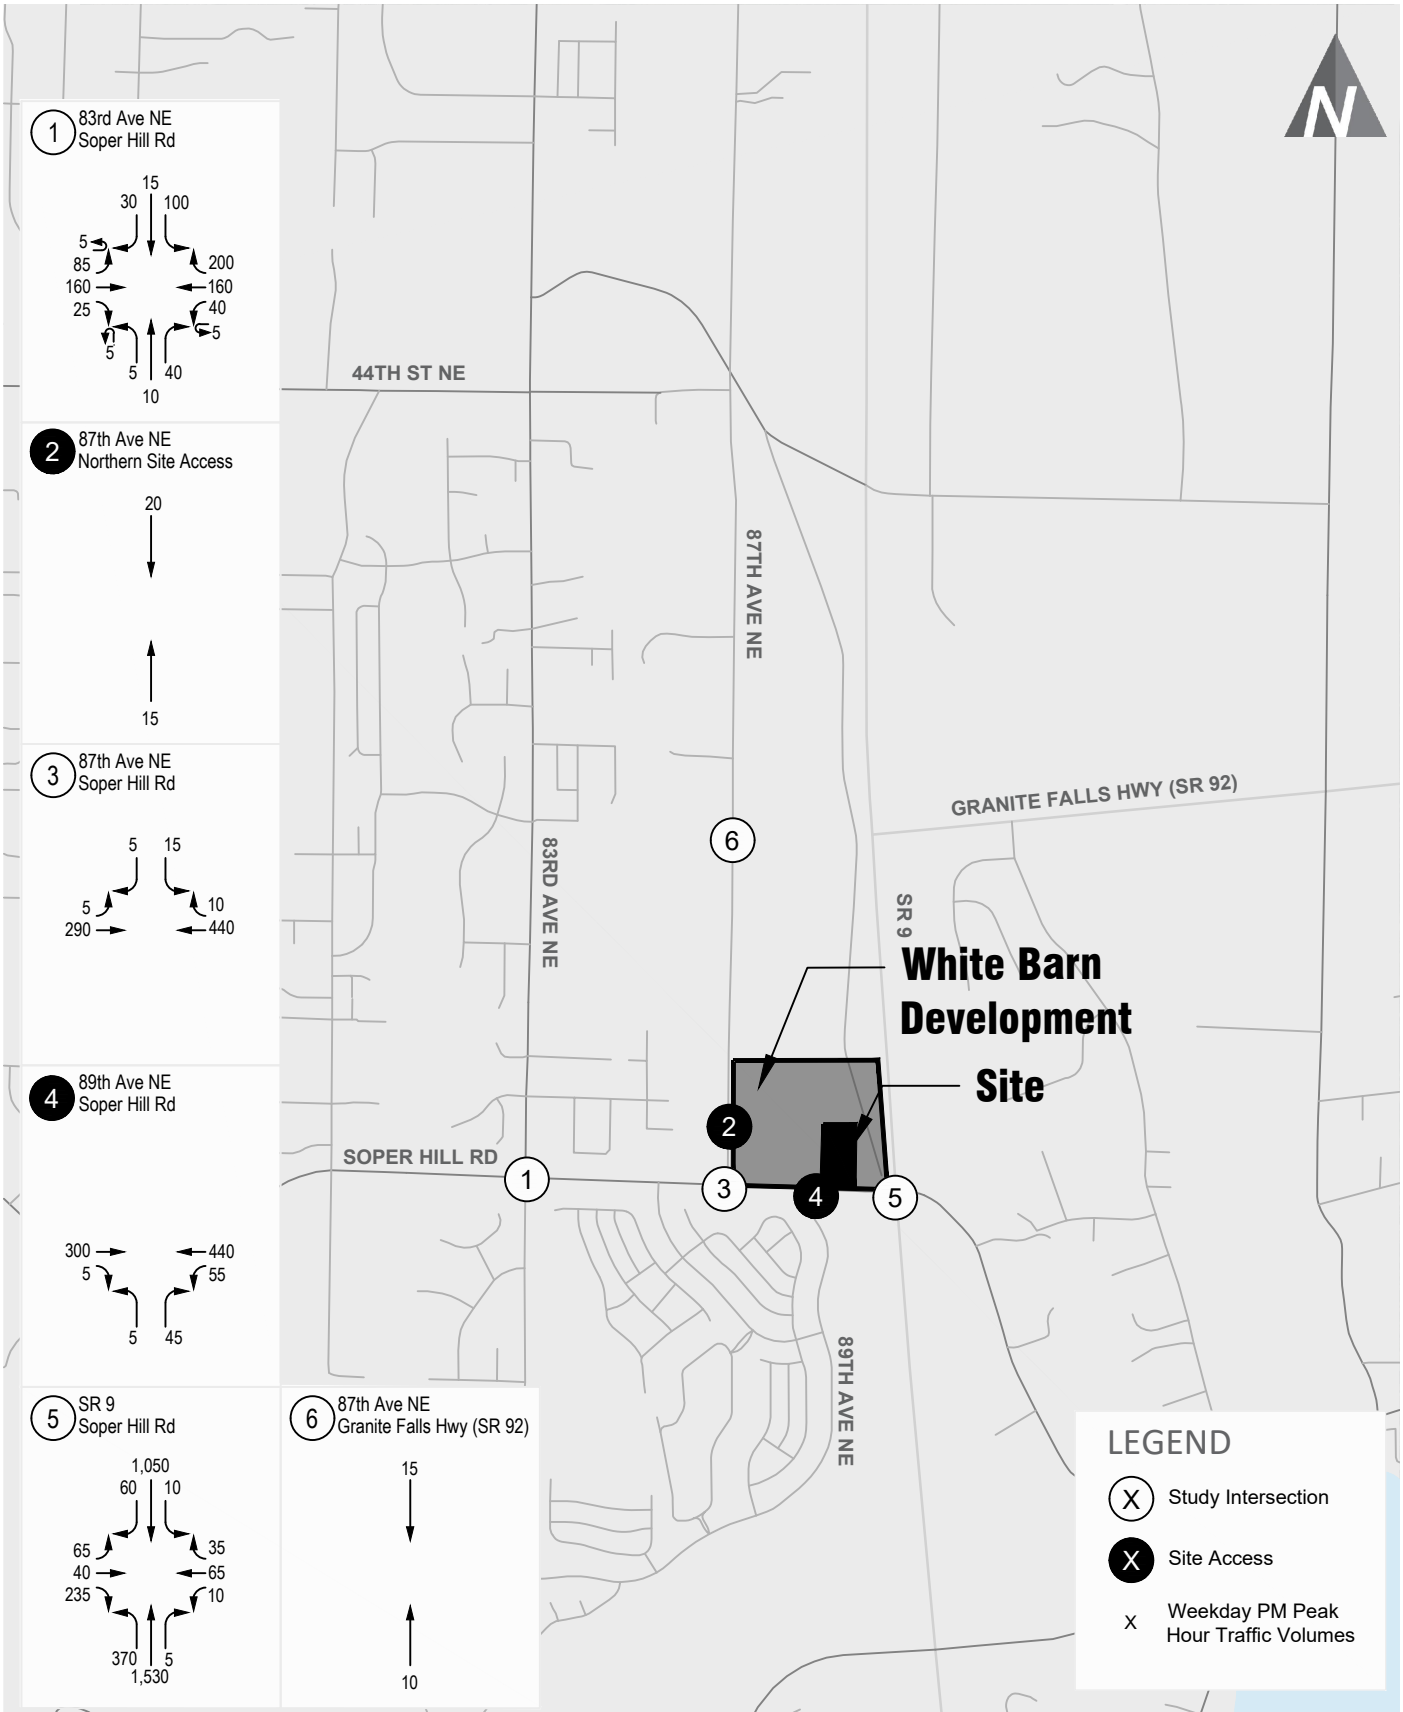 N
1
83rd Ave NE
Soper Hill Rd
15
30
100
5
85
200
160
160
25
40
5
5
5
40
10
2
87th Ave NE
Northern Site Access
20
15
3
87th Ave NE
Soper Hill Rd
5
15
5
10
290
440
4
89th Ave NE
Soper Hill Rd
300
440
5
55
5
45
5
SR 9
Soper Hill Rd
1,050
60
10
65
35
40
65
235
10
370
5
1,530
6
87th Ave NE
Granite Falls Hwy (SR 92)
15
10
44TH ST NE
87TH AVE NE
GRANITE FALLS HWY (SR 92)
6
83RD AVE NE
SR 9
White Barn
Development
Site
2
SOPER HILL RD
1
3
4
5
89TH AVE NE
LEGEND
X
Study Intersection
X
Site Access
X
Weekday PM Peak
Hour Traffic Volumes